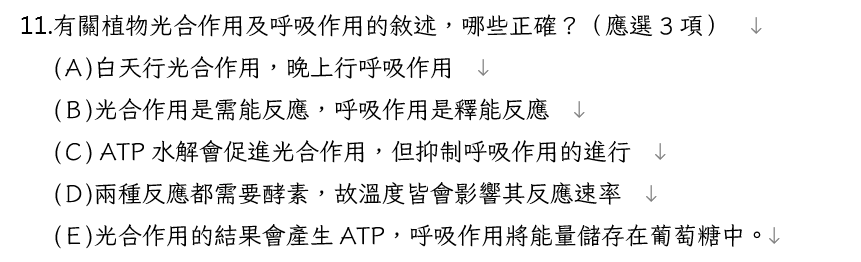 11.有關植物光合作用及呼吸作用的敘述，哪些正確？（應選 3 項） ↓
(A)白天行光合作用，晚上行呼吸作用 ↓
(B)光合作用是需能反應，呼吸作用是釋能反應 ↓
(C) ATP 水解會促進光合作用，但抑制呼吸作用的進行 ↓
(D)兩種反應都需要酵素，故溫度皆會影響其反應速率 ↓
(E)光合作用的結果會產生 ATP，呼吸作用將能量儲存在葡萄糖中。↓